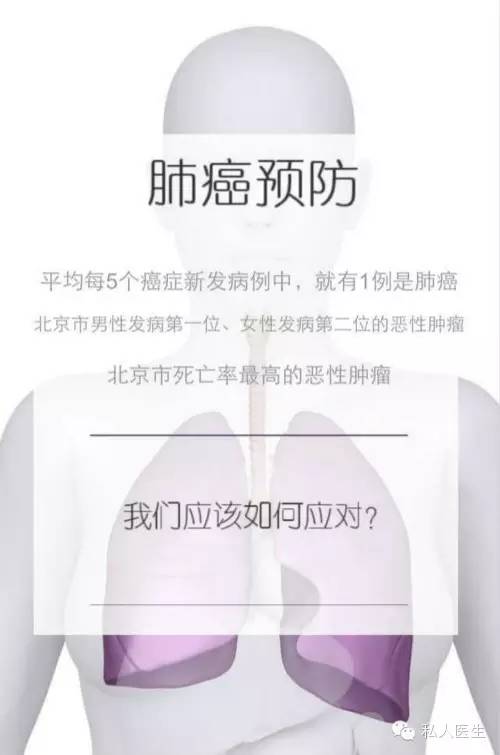 肺癌预防
平均每5个癌症新发病例中，就有1例是肺癌
北京市男性发病第一位、女性发病第二位的恶性肿瘤
北京市死亡率最高的恶性肿瘤
我们应该如何应对？
私人医生